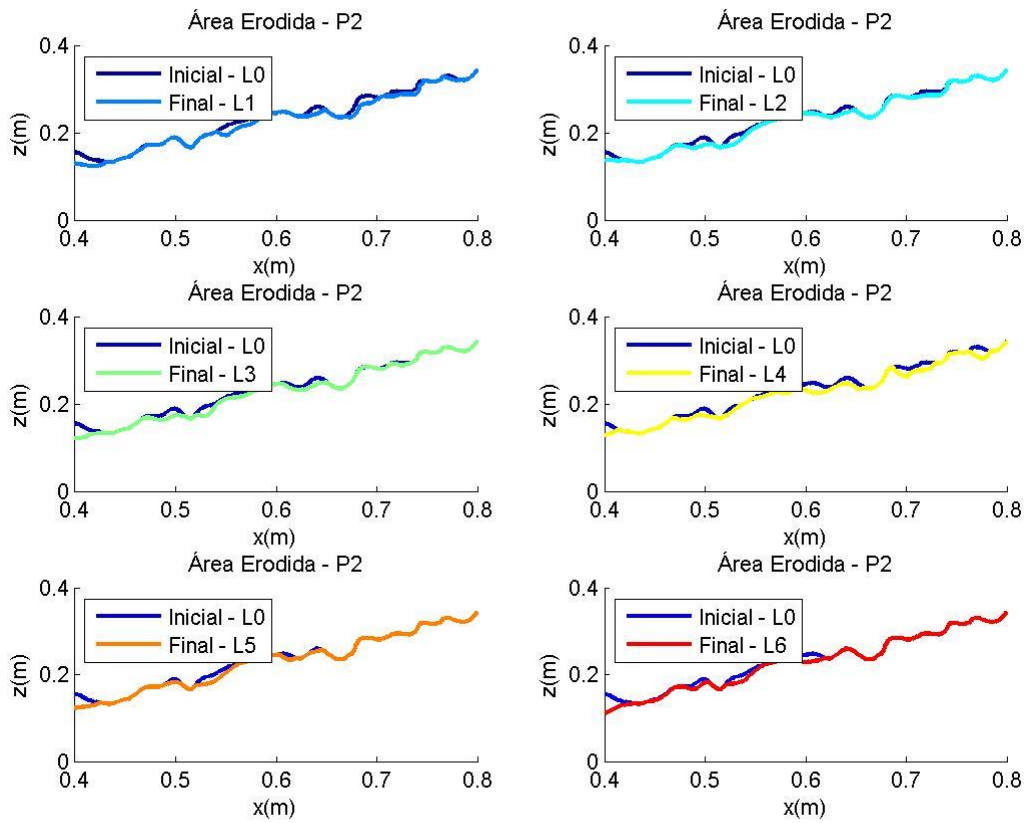 Área Erodida - P2
0.4
Inicial - L0
Final - L1
z(m)
0.2
0
0.4 0.5 0.6 0.7 0.8
x(m)
Área Erodida - P2
0.4
Inicial - L0
Final - L2
z(m)
0.2
0
0.4 0.5 0.6 0.7 0.8
x(m)
Área Erodida - P2
0.4
Inicial - L0
Final - L3
z(m)
0.2
0
0.4 0.5 0.6 0.7 0.8
x(m)
Área Erodida - P2
0.4
Inicial - L0
Final - L4
z(m)
0.2
0
0.4 0.5 0.6 0.7 0.8
x(m)
Área Erodida - P2
0.4
Inicial - L0
Final - L5
z(m)
0.2
0
0.4 0.5 0.6 0.7 0.8
x(m)
Área Erodida - P2
0.4
Inicial - L0
Final - L6
z(m)
0.2
0
0.4 0.5 0.6 0.7 0.8
x(m)